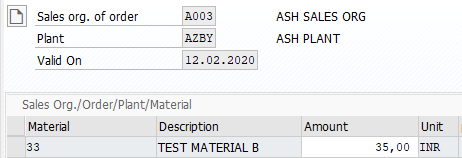 Sales org. of order A003 ASH SALES ORG
Plant AZBY ASH PLANT
Valid On 12.02.2020
Sales Org./Order/Plant/Material
Material Description Amount Unit
33 TEST MATERIAL B 35,00 INR